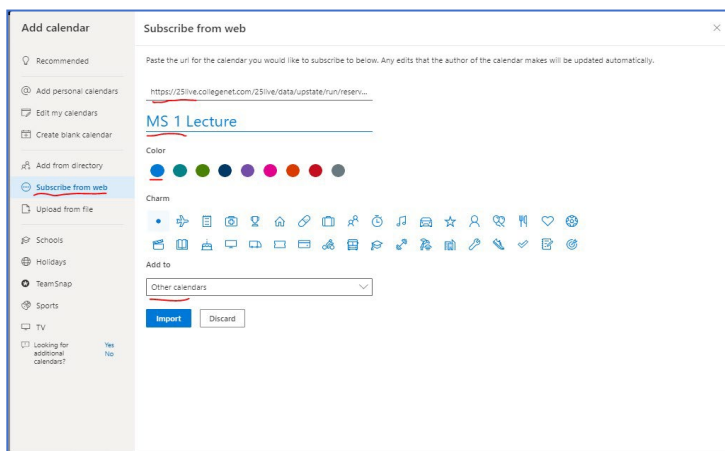 Add calendar
Recommended
Add personal calendars
Edit my calendars
Create blank calendar
Add from directory
Subscribe from web
Upload from file
Schools
Holidays
TeamSnap
Sports
TV
Looking for additional calendars?
Yes
No
Subscribe from web
Paste the url for the calendar you would like to subscribe to below. Any edits that the author of the calendar makes will be updated automatically.
https://25live.collegenet.com/25live/data/upstate/run/reserv...
MS 1 Lecture
Color
Charm
Add to
Other calendars
Import
Discard